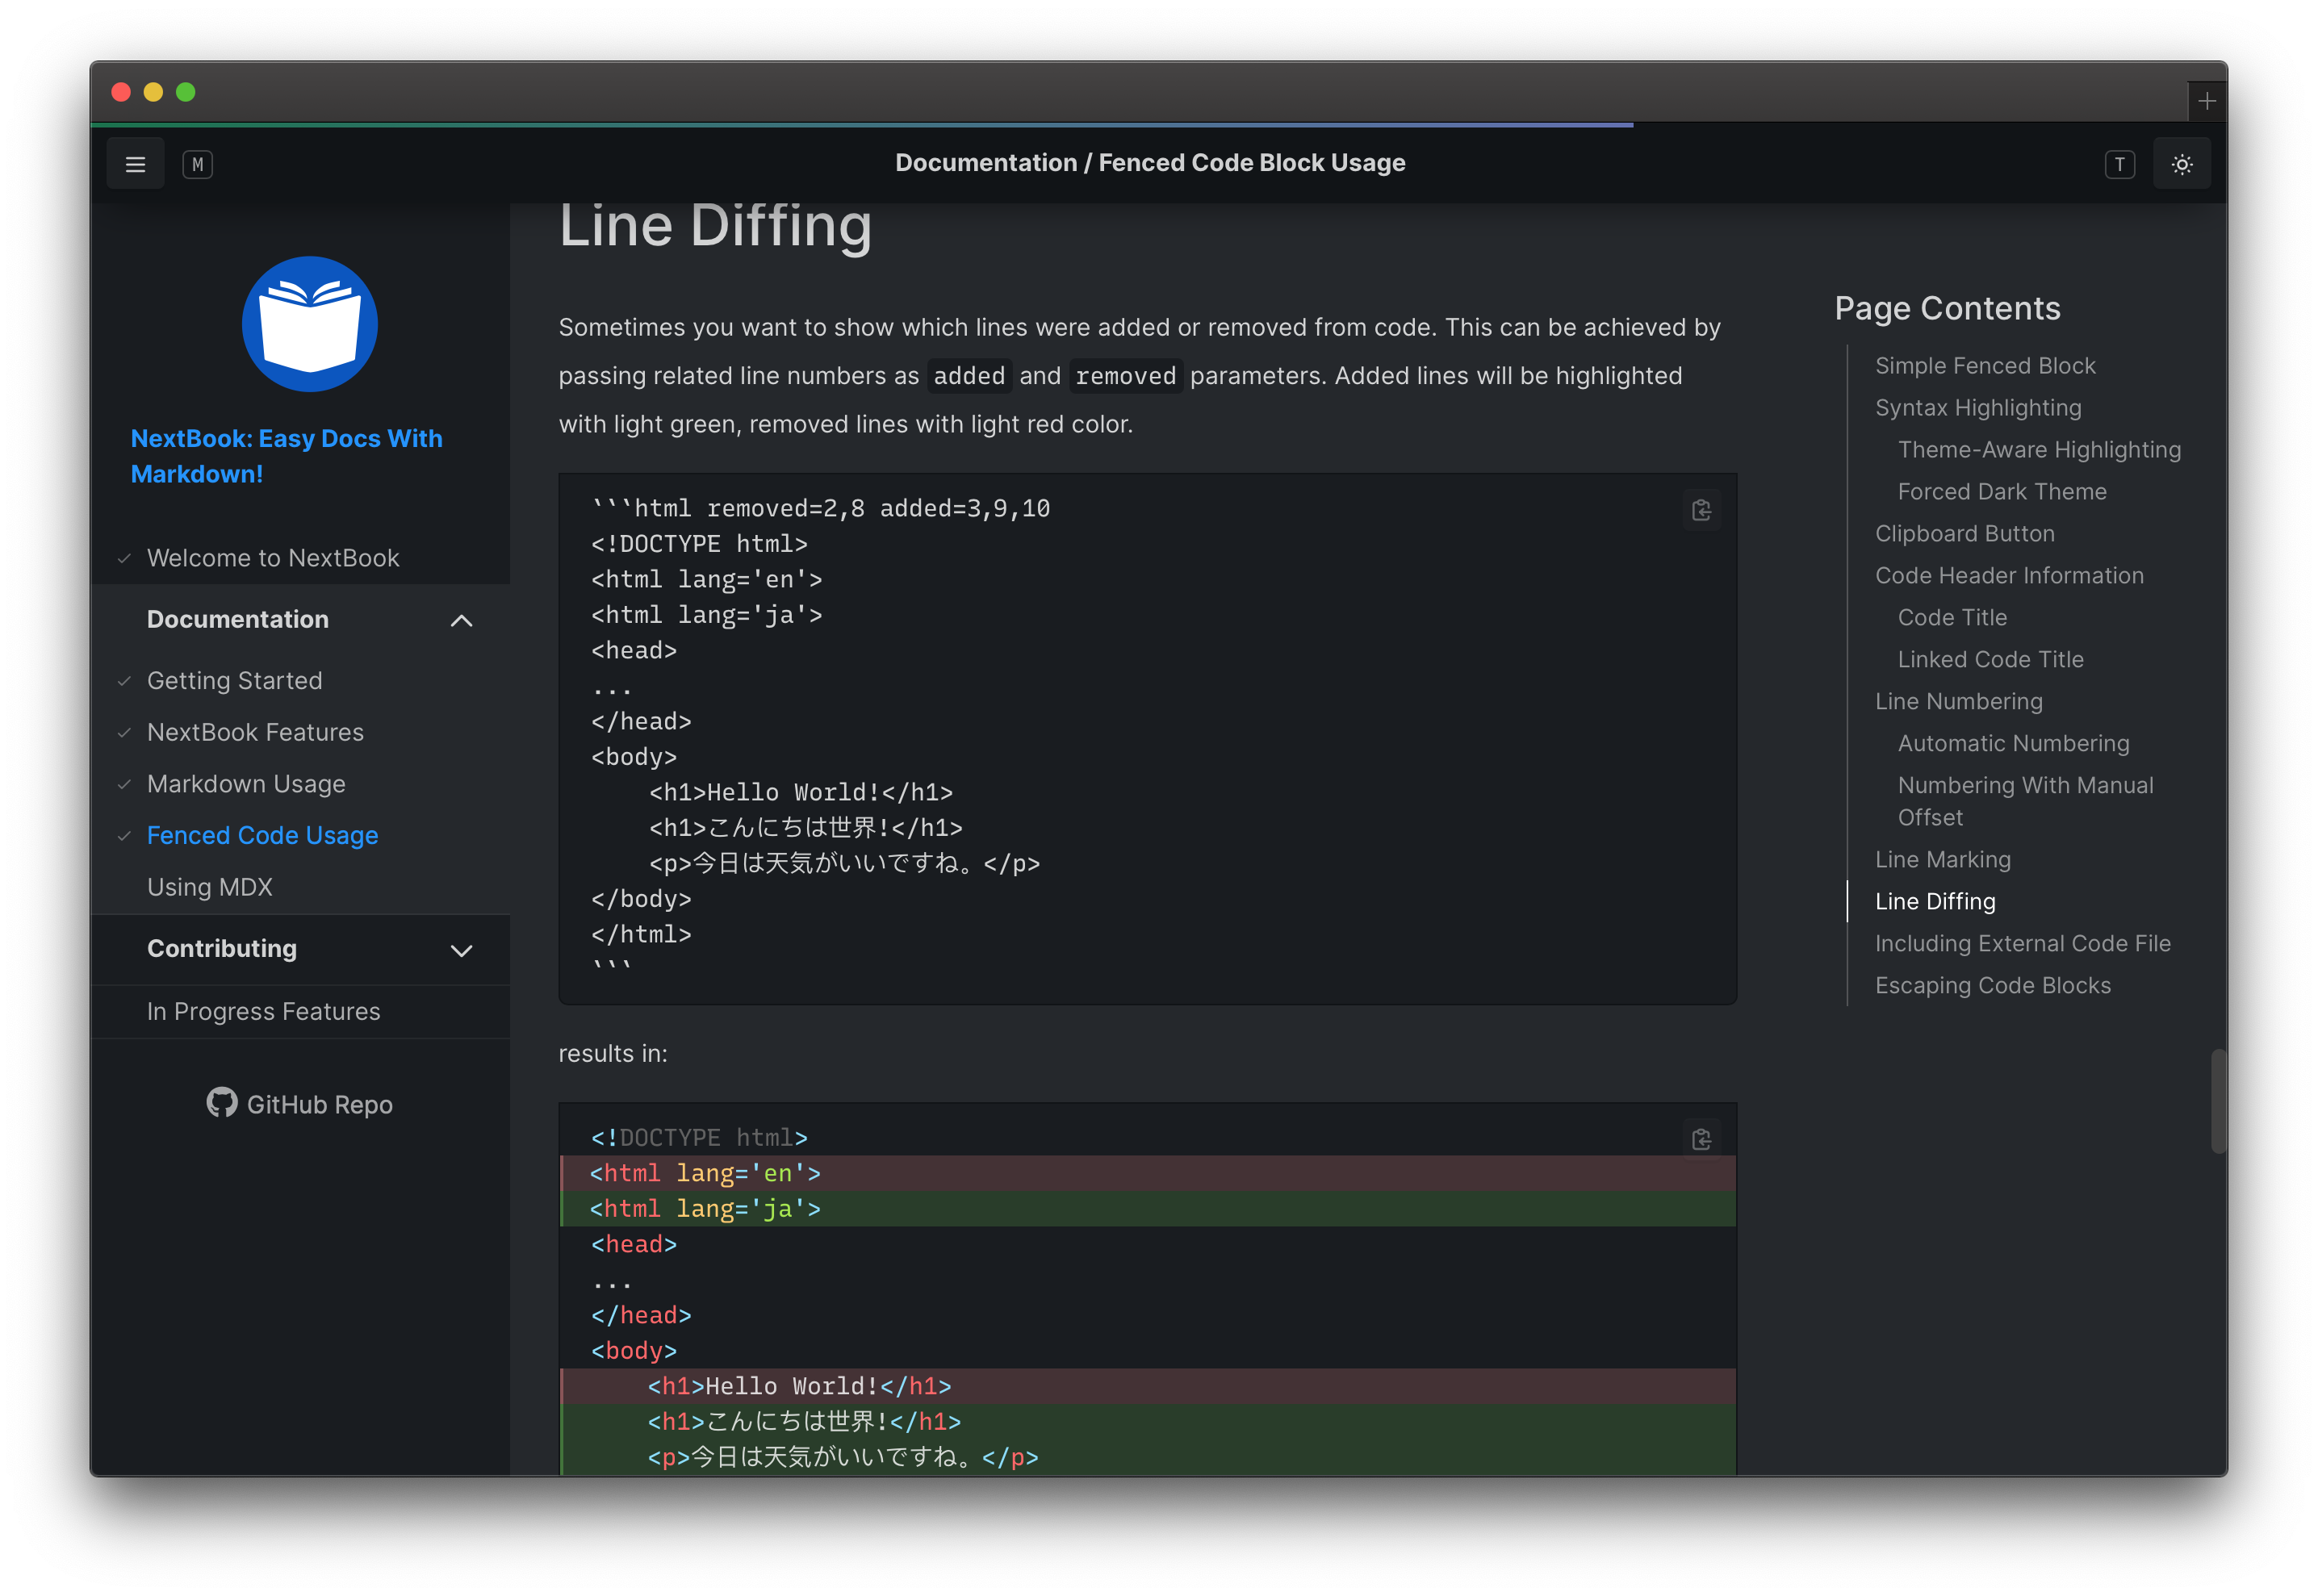 M
Documentation / Fenced Code Block Usage
T
NextBook: Easy Docs With
Markdown!
Welcome to NextBook
Documentation
Getting Started
NextBook Features
Markdown Usage
Fenced Code Usage
Using MDX
Contributing
In Progress Features
GitHub Repo
Line Diffing
Sometimes you want to show which lines were added or removed from code. This can be achieved by
passing related line numbers as added and removed parameters. Added lines will be highlighted
with light green, removed lines with light red color.
```html removed=2,8 added=3,9,10
<!DOCTYPE html>
<html lang='en'>
<html lang='ja'>
<head>
...
</head>
<body>
    <h1>Hello World!</h1>
    <h1>こんにちは世界!</h1>
    <p>今日は天気がいいですね。</p>
</body>
</html>
```
results in:
<!DOCTYPE html>
<html lang='en'>
<html lang='ja'>
<head>
...
</head>
<body>
    <h1>Hello World!</h1>
    <h1>こんにちは世界!</h1>
    <p>今日は天気がいいですね。</p>
Page Contents
Simple Fenced Block
Syntax Highlighting
Theme-Aware Highlighting
Forced Dark Theme
Clipboard Button
Code Header Information
Code Title
Linked Code Title
Line Numbering
Automatic Numbering
Numbering With Manual
Offset
Line Marking
Line Diffing
Including External Code File
Escaping Code Blocks